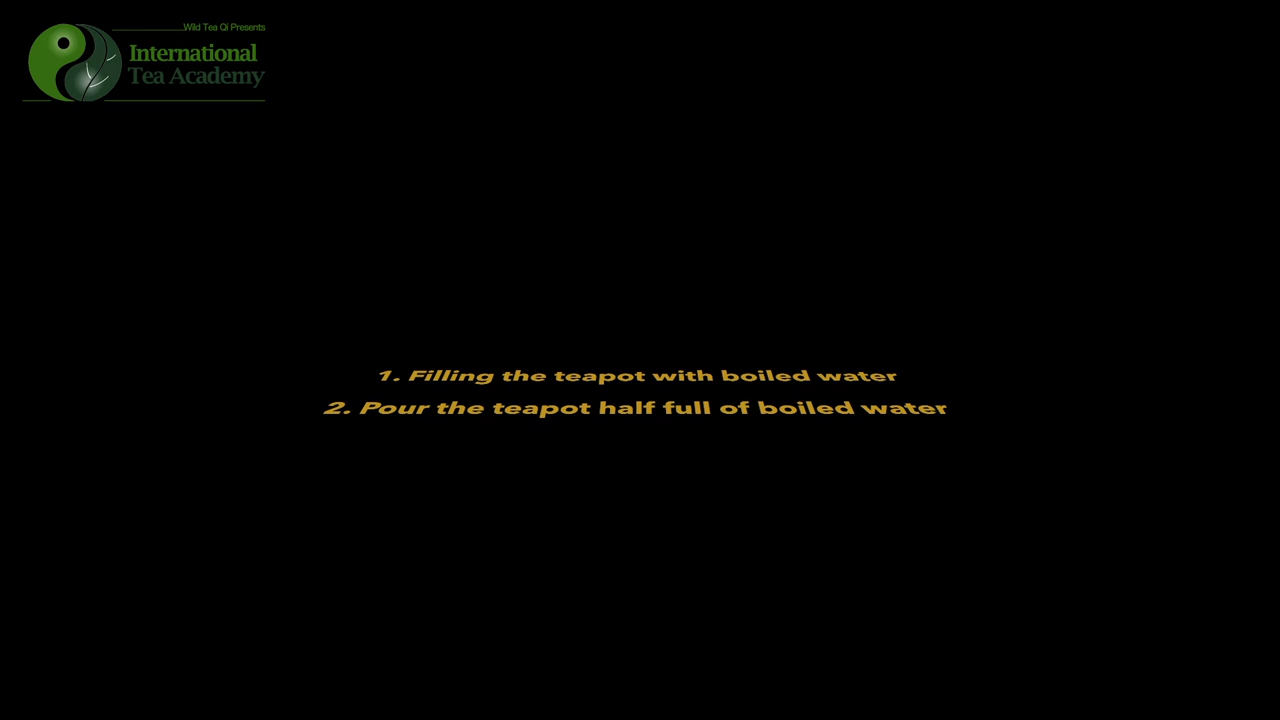 Wild Tea Qi Presents
International
Tea Academy
1. Filling the teapot with boiled water
2. Pour the teapot half full of boiled water